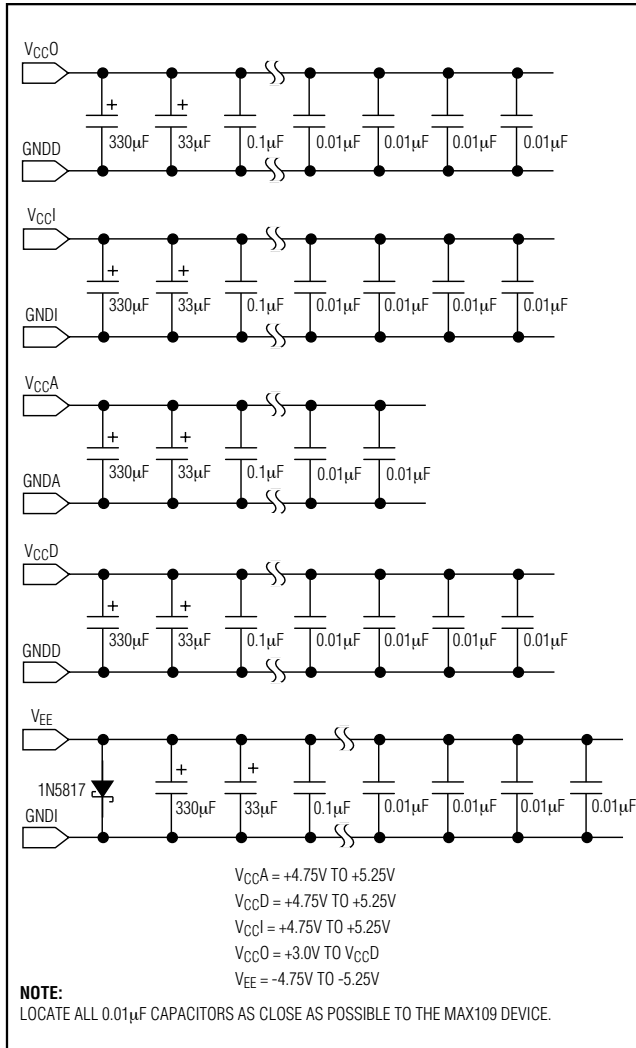 VCCO
+ +
330μF 33μF 0.1μF 0.01μF 0.01μF 0.01μF 0.01μF
GNDD
VCCI
+ +
330μF 33μF 0.1μF 0.01μF 0.01μF 0.01μF 0.01μF
GNDI
VCCA
+ +
330μF 33μF 0.1μF 0.01μF 0.01μF
GNDA
VCCD
+ +
330μF 33μF 0.1μF 0.01μF 0.01μF 0.01μF 0.01μF
GNDD
VEE
+ +
1N5817
330μF 33μF 0.1μF 0.01μF 0.01μF 0.01μF 0.01μF
GNDI
VCCA = +4.75V TO +5.25V
VCCD = +4.75V TO +5.25V
VCCI = +4.75V TO +5.25V
VCCO = +3.0V TO VCCD
VEE = -4.75V TO -5.25V
NOTE:
LOCATE ALL 0.01μF CAPACITORS AS CLOSE AS POSSIBLE TO THE MAX109 DEVICE.